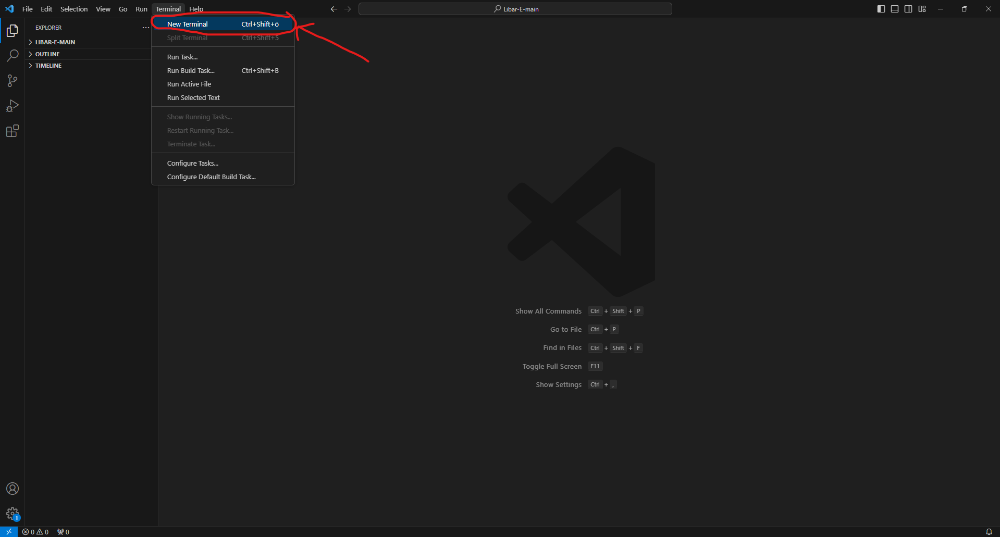 File Edit Selection View Go Run Terminal Help
Libar-E-main
EXPLORER
LIBAR-E-MAIN
OUTLINE
TIMELINE
New Terminal Ctrl+Shift+ö
Split Terminal Ctrl+Shift+5
Run Task...
Run Build Task... Ctrl+Shift+B
Run Active File
Run Selected Text
Show Running Tasks...
Restart Running Task...
Terminate Task...
Configure Tasks...
Configure Default Build Task...
Show All Commands Ctrl + Shift + P
Go to File Ctrl + P
Find in Files Ctrl + Shift + F
Toggle Full Screen F11
Show Settings Ctrl + ,
1
0 0 0